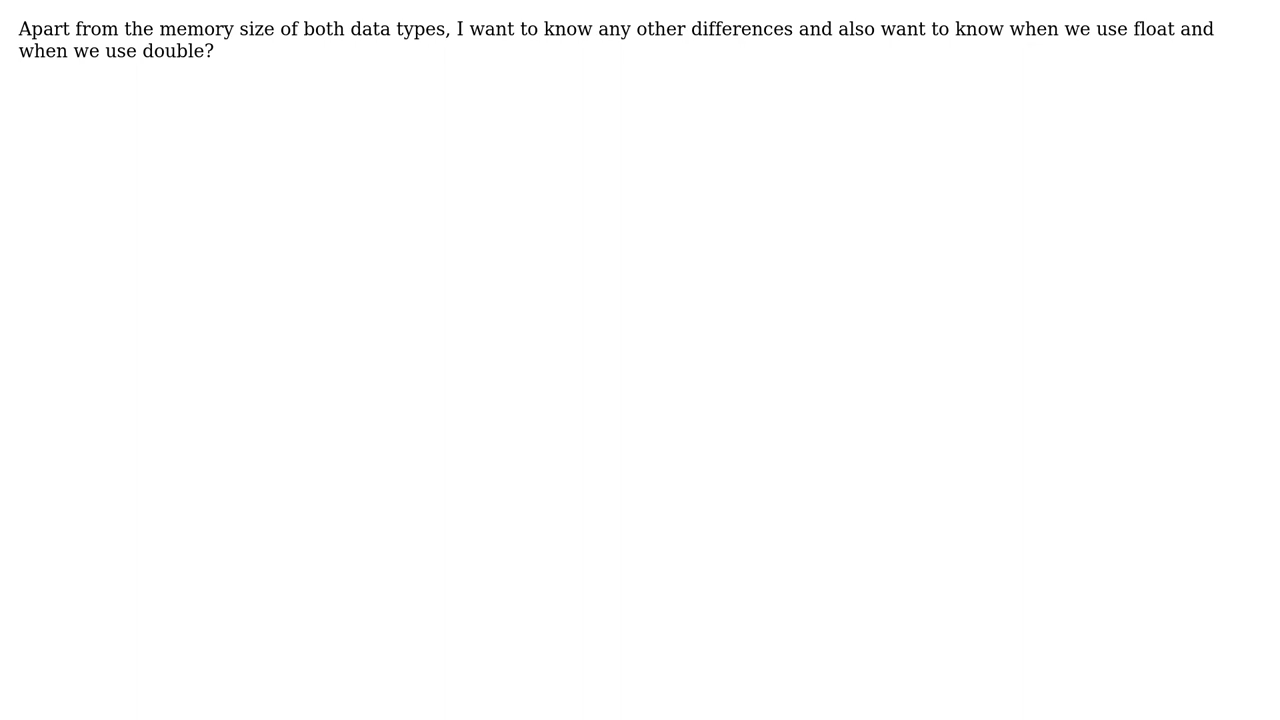 Apart from the memory size of both data types, I want to know any other differences and also want to know when we use float and
when we use double?